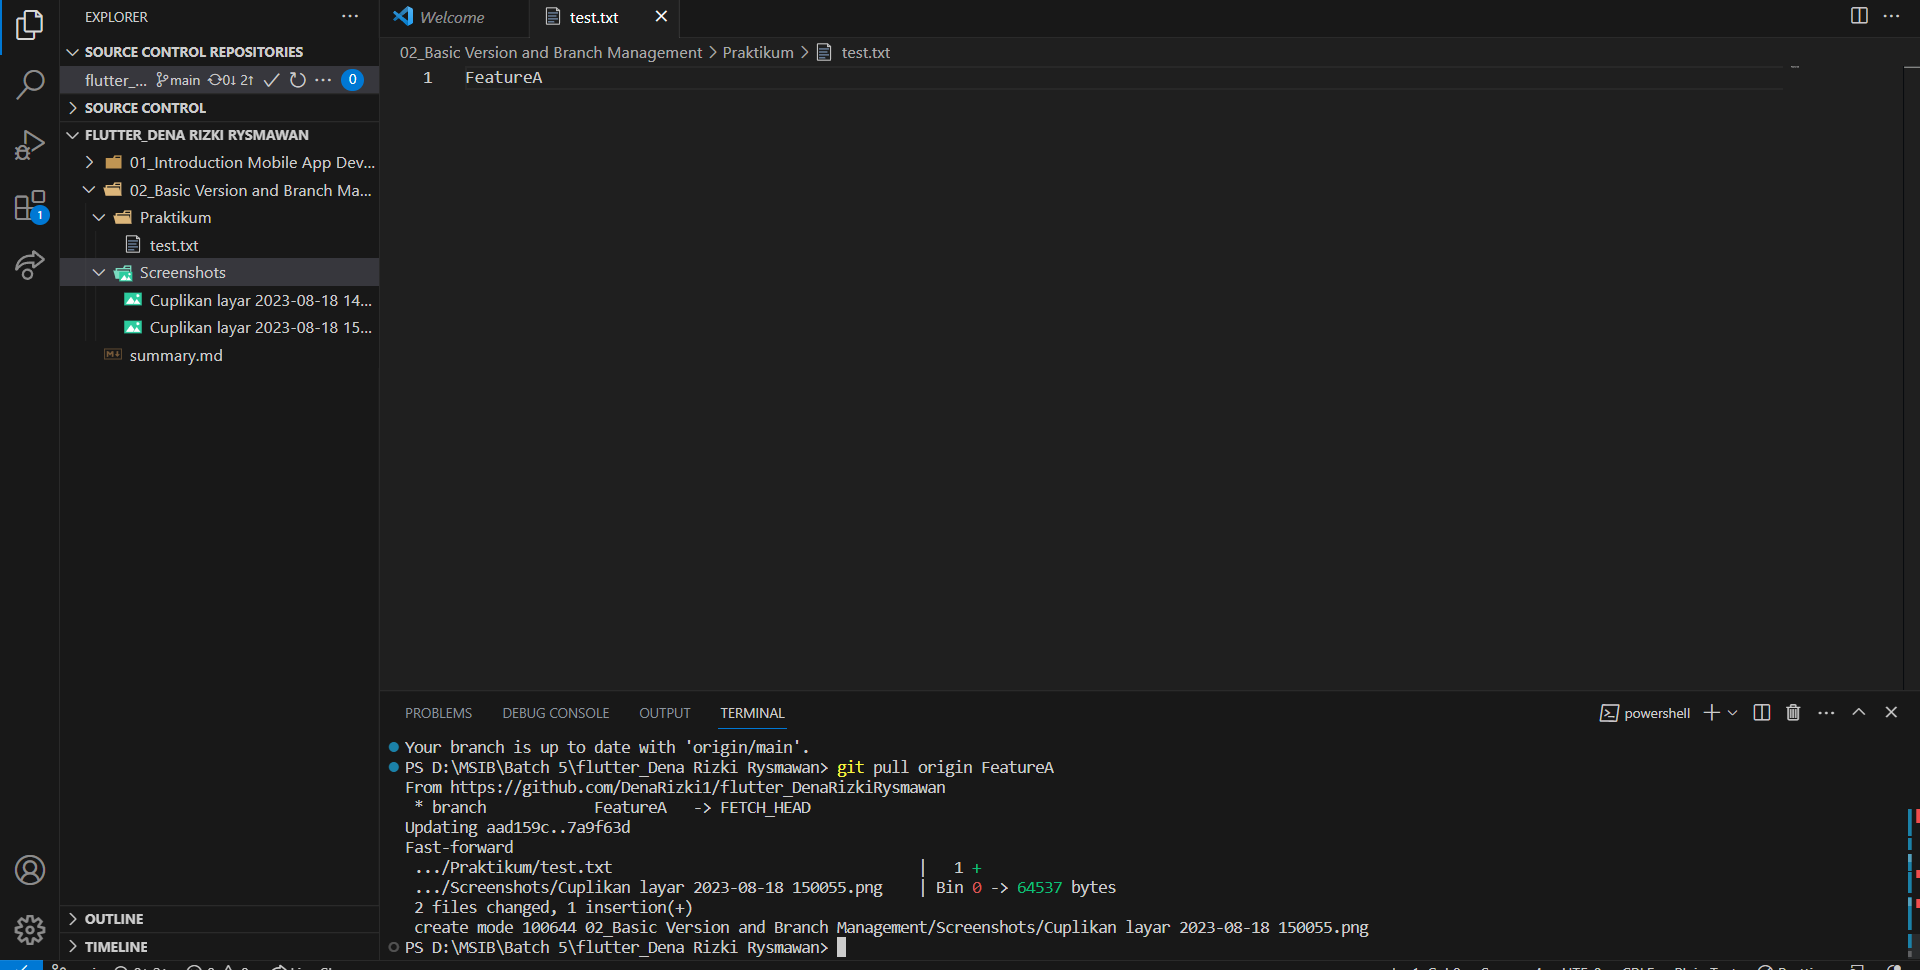 EXPLORER
SOURCE CONTROL REPOSITORIES
flutter_... main 0↓ 2↑ 0
SOURCE CONTROL
FLUTTER_DENA RIZKI RYSMAWAN
01_Introduction Mobile App Dev...
02_Basic Version and Branch Ma...
Praktikum
test.txt
Screenshots
Cuplikan layar 2023-08-18 14...
Cuplikan layar 2023-08-18 15...
summary.md
1
OUTLINE
TIMELINE
Welcome
test.txt
02_Basic Version and Branch Management > Praktikum > test.txt
1 FeatureA
PROBLEMS DEBUG CONSOLE OUTPUT TERMINAL
powershell
Your branch is up to date with 'origin/main'.
PS D:\MSIB\Batch 5\flutter_Dena Rizki Rysmawan> git pull origin FeatureA
From https://github.com/DenaRizki1/flutter_DenaRizkiRysmawan
* branch FeatureA -> FETCH_HEAD
Updating aad159c..7a9f63d
Fast-forward
.../Praktikum/test.txt | 1 +
.../Screenshots/Cuplikan layar 2023-08-18 150055.png | Bin 0 -> 64537 bytes
2 files changed, 1 insertion(+)
create mode 100644 02_Basic Version and Branch Management/Screenshots/Cuplikan layar 2023-08-18 150055.png
PS D:\MSIB\Batch 5\flutter_Dena Rizki Rysmawan>